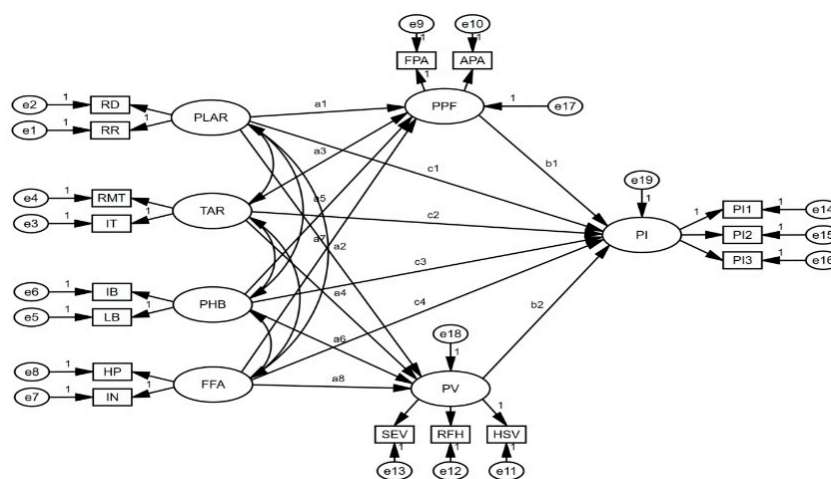 e9
e10
1
1
FPA
APA
1
e2
1
RD
PPF
1
e17
a1
e1
1
RR
1
PLAR
a3
b1
c1
e19
e4
1
RMT
a5
1
PI1
1
e14
TAR
c2
1
e3
1
IT
1
a7
a2
PI
PI2
1
e15
c3
PI3
1
e16
e6
1
IB
a4
c4
PHB
b2
e5
1
LB
1
a6
e18
1
e8
1
HP
FFA
a8
PV
e7
1
IN
1
1
SEV
RFH
HSV
1
1
1
e13
e12
e11